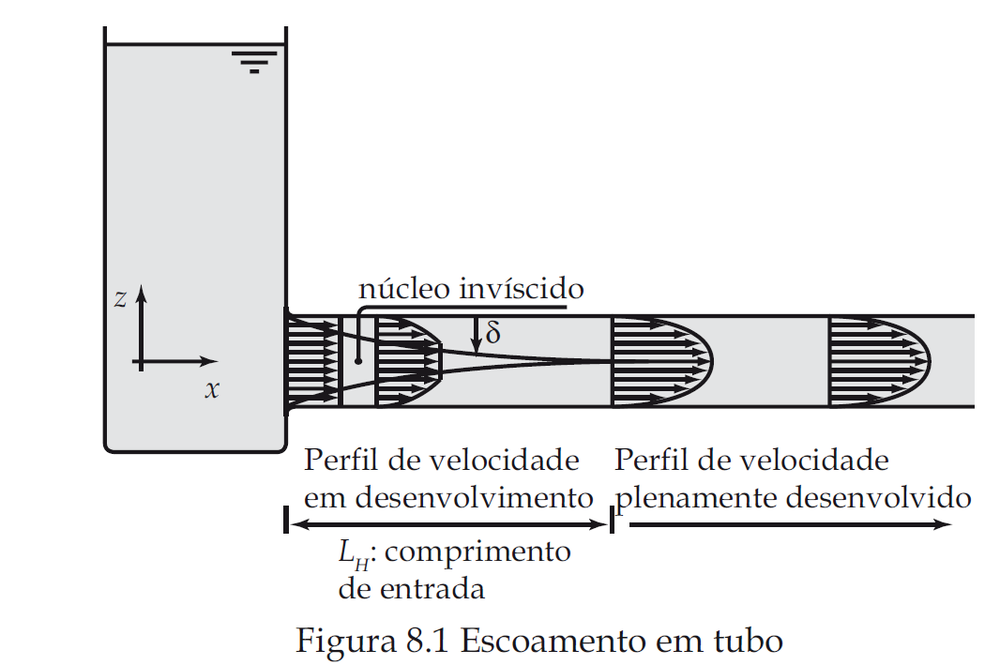 z
x
núcleo invíscido
δ
Perfil de velocidade
em desenvolvimento
Perfil de velocidade
plenamente desenvolvido
L_H: comprimento
de entrada
Figura 8.1 Escoamento em tubo